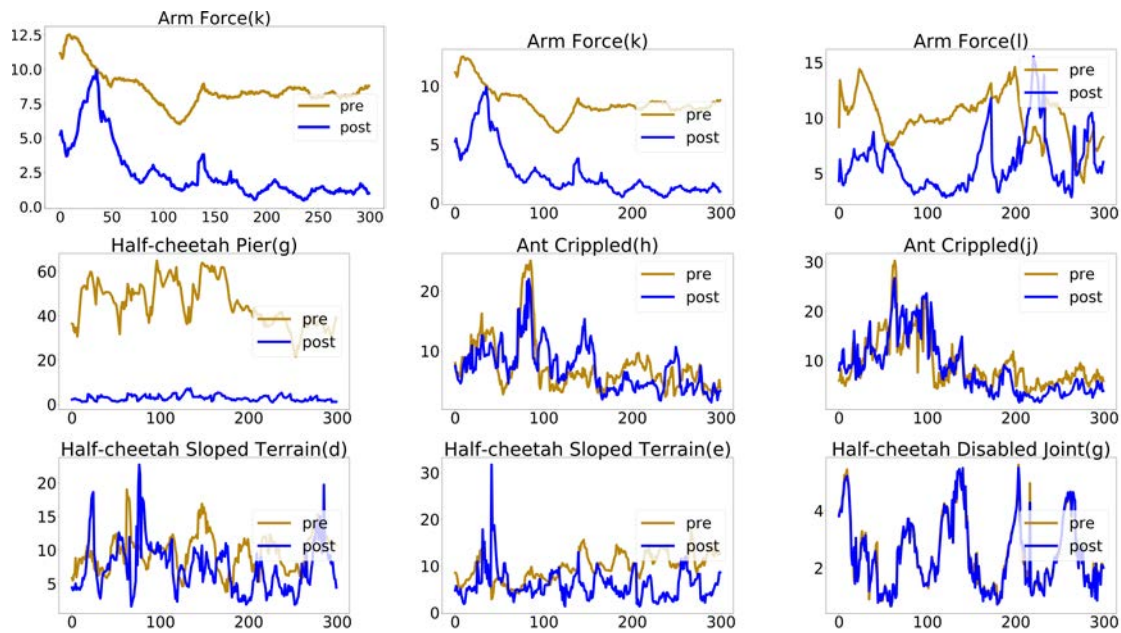 Arm Force(k)
12.5
10.0
7.5
5.0
2.5
0.0
pre
post
0 50 100 150 200 250 300
Arm Force(k)
10
5
0
pre
post
0 100 200 300
Arm Force(l)
15
10
5
pre
post
0 100 200 300
Half-cheetah Pier(g)
60
40
20
0
pre
post
0 100 200 300
Ant Crippled(h)
20
10
pre
post
0 100 200 300
Ant Crippled(j)
30
20
10
0
pre
post
0 100 200 300
Half-cheetah Sloped Terrain(d)
20
15
10
5
pre
post
0 100 200 300
Half-cheetah Sloped Terrain(e)
30
20
10
0
pre
post
0 100 200 300
Half-cheetah Disabled Joint(g)
4
2
pre
post
0 100 200 300